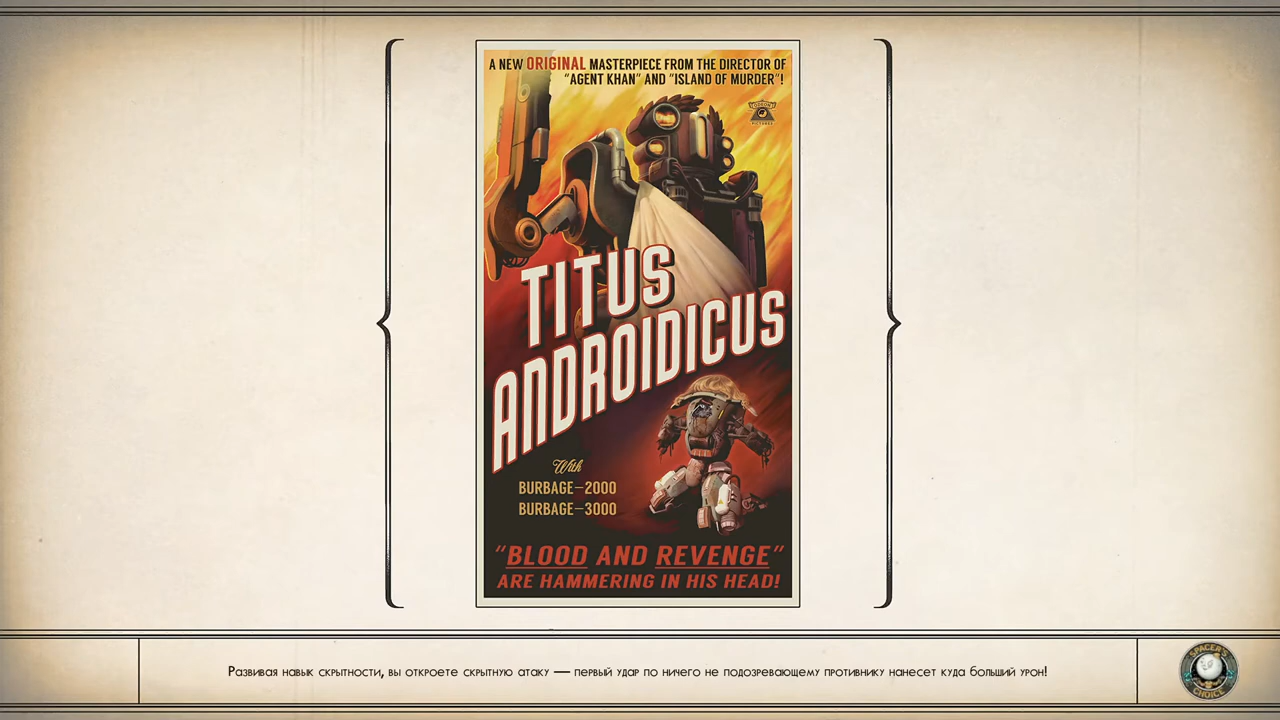 A NEW ORIGINAL MASTERPIECE FROM THE DIRECTOR OF
"AGENT KHAN" AND "ISLAND OF MURDER"!
ODEON
PICTURES
TITUS
ANDROIDICUS
With
BURBAGE-2000
BURBAGE-3000
"BLOOD AND REVENGE"
ARE HAMMERING IN HIS HEAD!
Развивая навык скрытности, вы откроете скрытную атаку — первый удар по ничего не подозревающему противнику нанесет куда больший урон!
SPACER'S
CHOICE